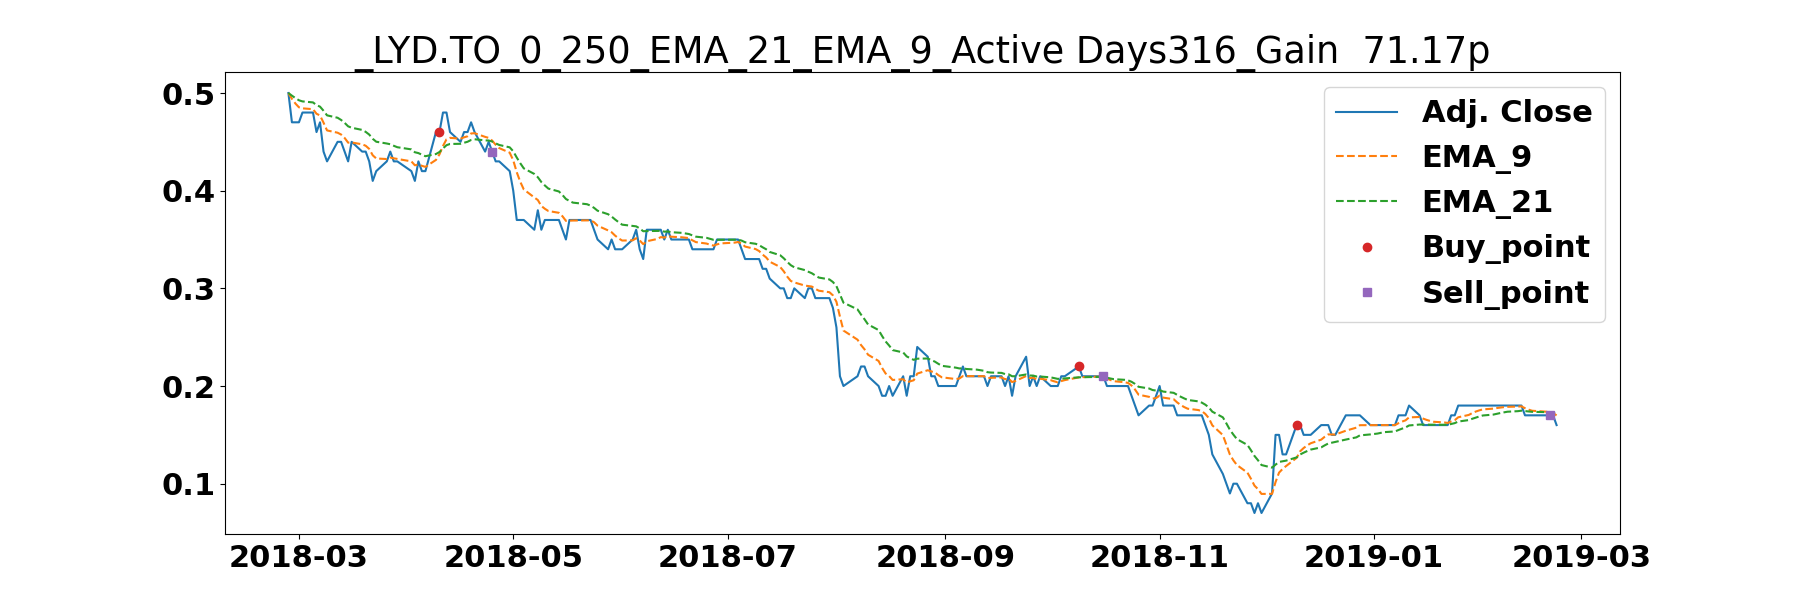 _LYD.TO_0_250_EMA_21_EMA_9_Active Days316_Gain  71.17p
0.5
0.4
0.3
0.2
0.1
2018-03 2018-05 2018-07 2018-09 2018-11 2019-01 2019-03
Adj. Close
EMA_9
EMA_21
Buy_point
Sell_point